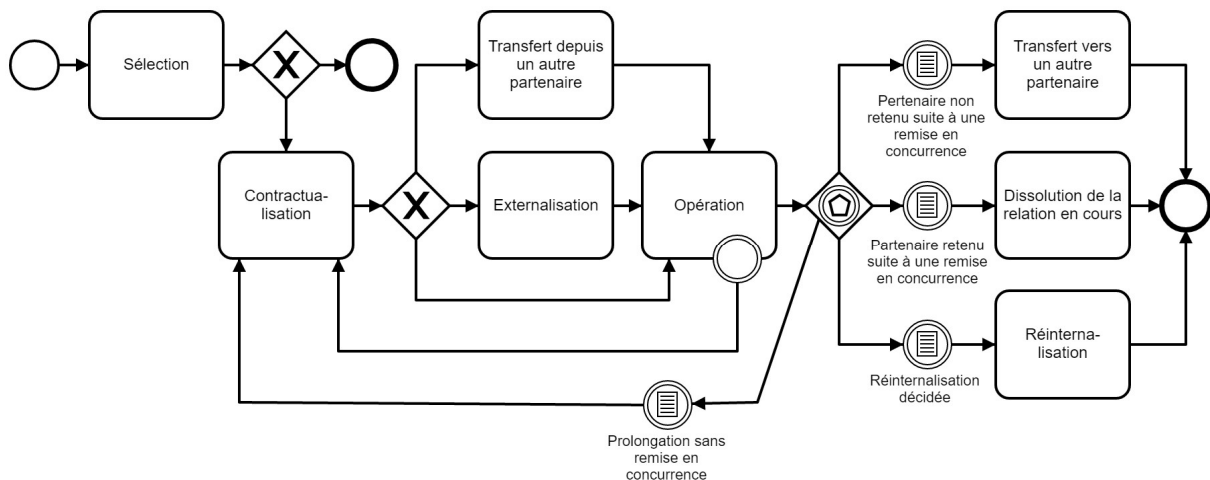 Sélection
Transfert depuis
un autre
partenaire
Transfert vers
un autre
partenaire
Pertenaire non
retenu suite à une
remise en
concurrence
Contractua-
lisation
Externalisation
Opération
Dissolution de la
relation en cours
Partenaire retenu
suite à une remise
en concurrence
Réinterna-
lisation
Réinternalisation
décidée
Prolongation sans
remise en
concurrence